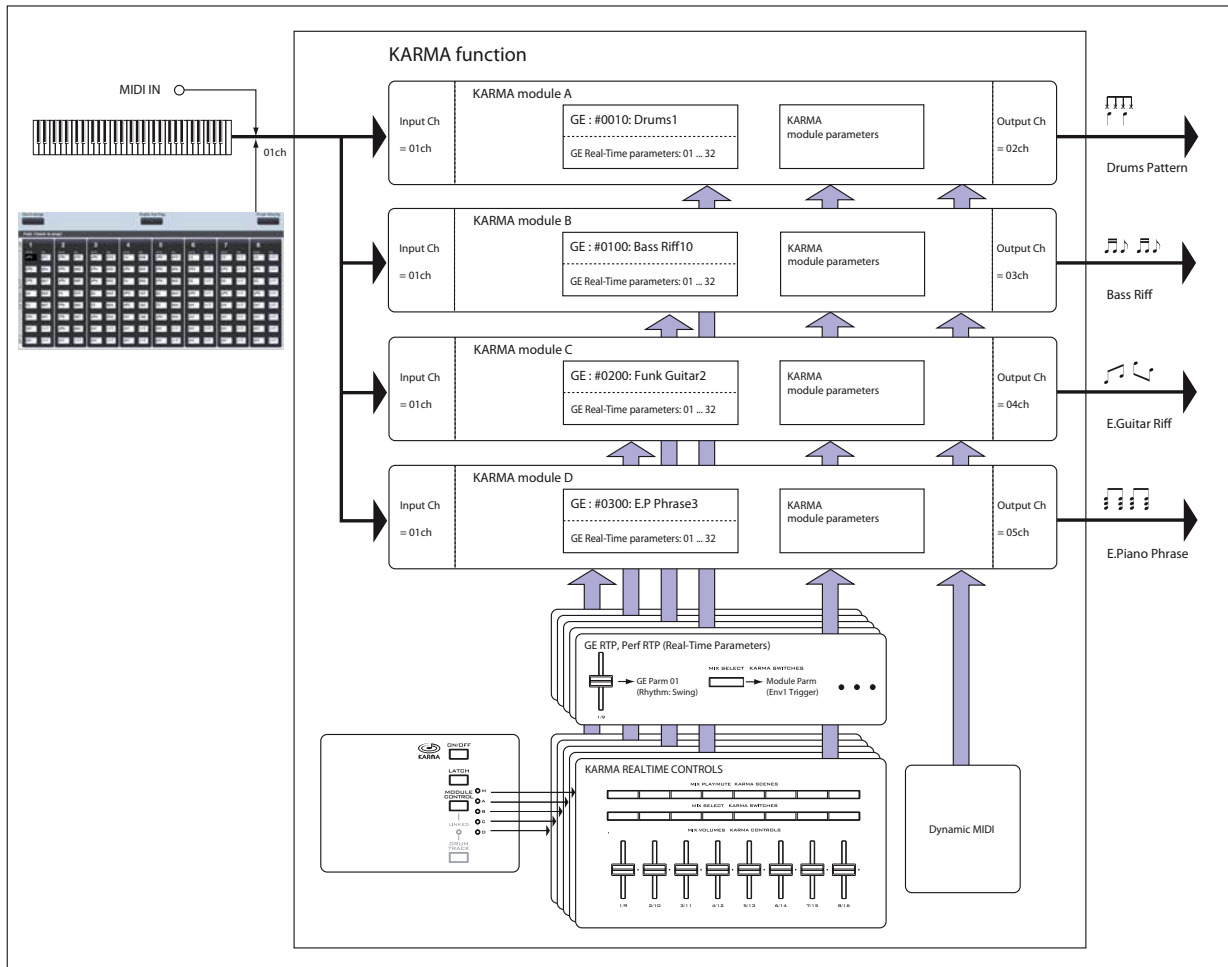 KARMA function
MIDI IN
01ch
KARMA module A
Input Ch
= 01ch
GE : #0010: Drums1
GE Real-Time parameters: 01 ... 32
KARMA
module parameters
Output Ch
= 02ch
Drums Pattern
KARMA module B
Input Ch
= 01ch
GE : #0100: Bass Riff10
GE Real-Time parameters: 01 ... 32
KARMA
module parameters
Output Ch
= 03ch
Bass Riff
KARMA module C
Input Ch
= 01ch
GE : #0200: Funk Guitar2
GE Real-Time parameters: 01 ... 32
KARMA
module parameters
Output Ch
= 04ch
E.Guitar Riff
KARMA module D
Input Ch
= 01ch
GE : #0300: E.P Phrase3
GE Real-Time parameters: 01 ... 32
KARMA
module parameters
Output Ch
= 05ch
E.Piano Phrase
GE RTP, Perf RTP (Real-Time Parameters)
MIX SELECT KARMA SWITCHES
GE Parm 01
(Rhythm: Swing)
Module Parm
(Env1 Trigger)
1/9
KARMA
ON/OFF
LATCH
MODULE
CONTROL
M
A
B
C
D
LINKED
DRUM
TRACK
KARMA REALTIME CONTROLS
MIX PLAY/MUTE KARMA SCENES
MIX SELECT KARMA SWITCHES
MIX VOLUMES KARMA CONTROLS
1/9 2/10 3/11 4/12 5/13 6/14 7/15 8/16
Dynamic MIDI
1 2 3 4 5 6 7 8